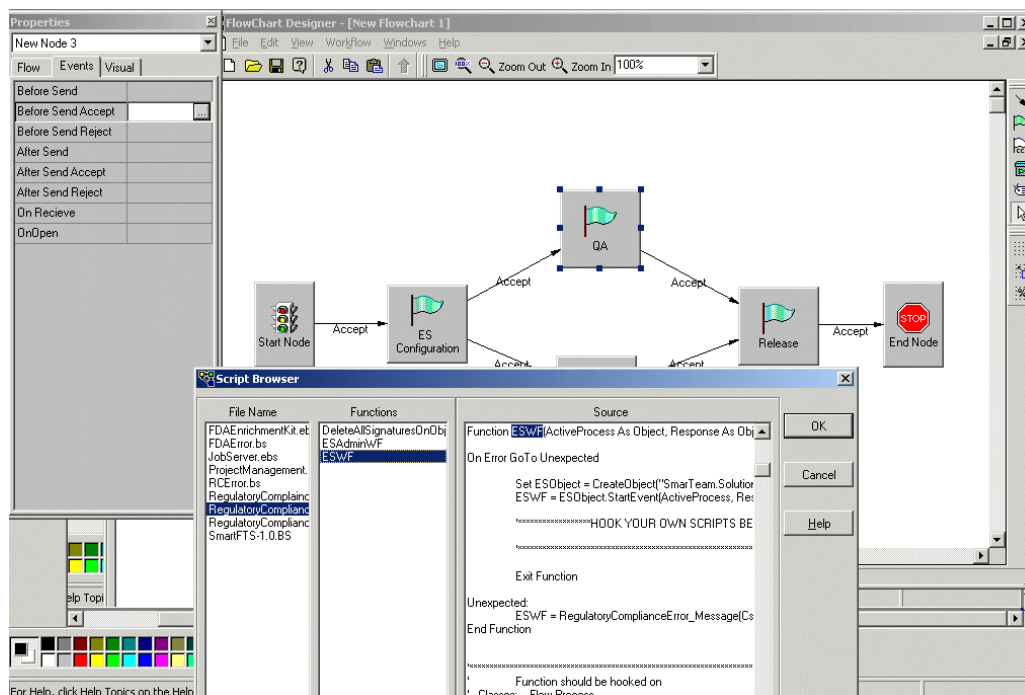 Properties
New Node 3
Flow Events Visual
Before Send
Before Send Accept ...
Before Send Reject
After Send
After Send Accept
After Send Reject
On Recieve
OnOpen
FlowChart Designer - [New Flowchart 1]
File Edit View Workflow Windows Help
Zoom Out Zoom In 100%
QA
Accept
Accept
Start Node
Accept
ES
Configuration
Release
Accept
STOP
End Node
Accept
Accept
Script Browser
File Name
FDAEnrichmentKit.eb
FDAError.bs
JobServer.ebs
ProjectManagement.
RCError.bs
RegulatoryComplainc
RegulatoryComplianc
RegulatoryComplianc
SmartFTS-1.0.BS
Functions
DeleteAllSignaturesOnObj
ESAdminWF
ESWF
Source
Function ESWF(ActiveProcess As Object, Response As Obj
On Error GoTo Unexpected
Set ESObject = CreateObject("SmarTeam.Solution
ESWF = ESObject.StartEvent(ActiveProcess, Res
HOOK YOUR OWN SCRIPTS BE
Exit Function
Unexpected:
ESWF = RegulatoryComplianceError_Message(Cs
End Function
' Function should be hooked on
' Classes: Flow Process
OK
Cancel
Help
elp Topi
For Help, click Help Topics on the Help